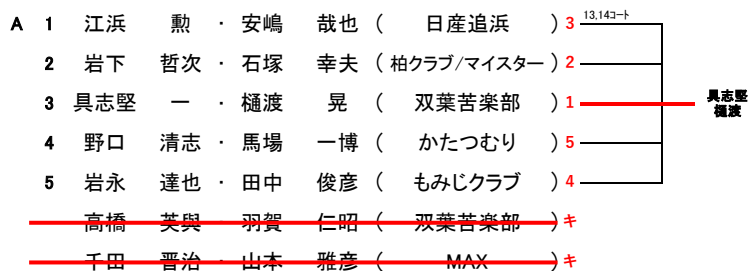 13,14コート
A 1 江浜 勲 ・ 安嶋 哉也 ( 日産追浜 ) 3
2 岩下 哲次 ・ 石塚 幸夫 ( 柏クラブ/マイスター ) 2
3 具志堅 一 ・ 樋渡 晃 ( 双葉苦楽部 ) 1
具志堅
樋渡
4 野口 清志 ・ 馬場 一博 ( かたつむり ) 5
5 岩永 達也 ・ 田中 俊彦 ( もみじクラブ ) 4
高橋 英與 ・ 羽賀 仁昭 ( 双葉苦楽部 ) キ
千田 晋治 ・ 山本 雅彦 ( MAX ) キ